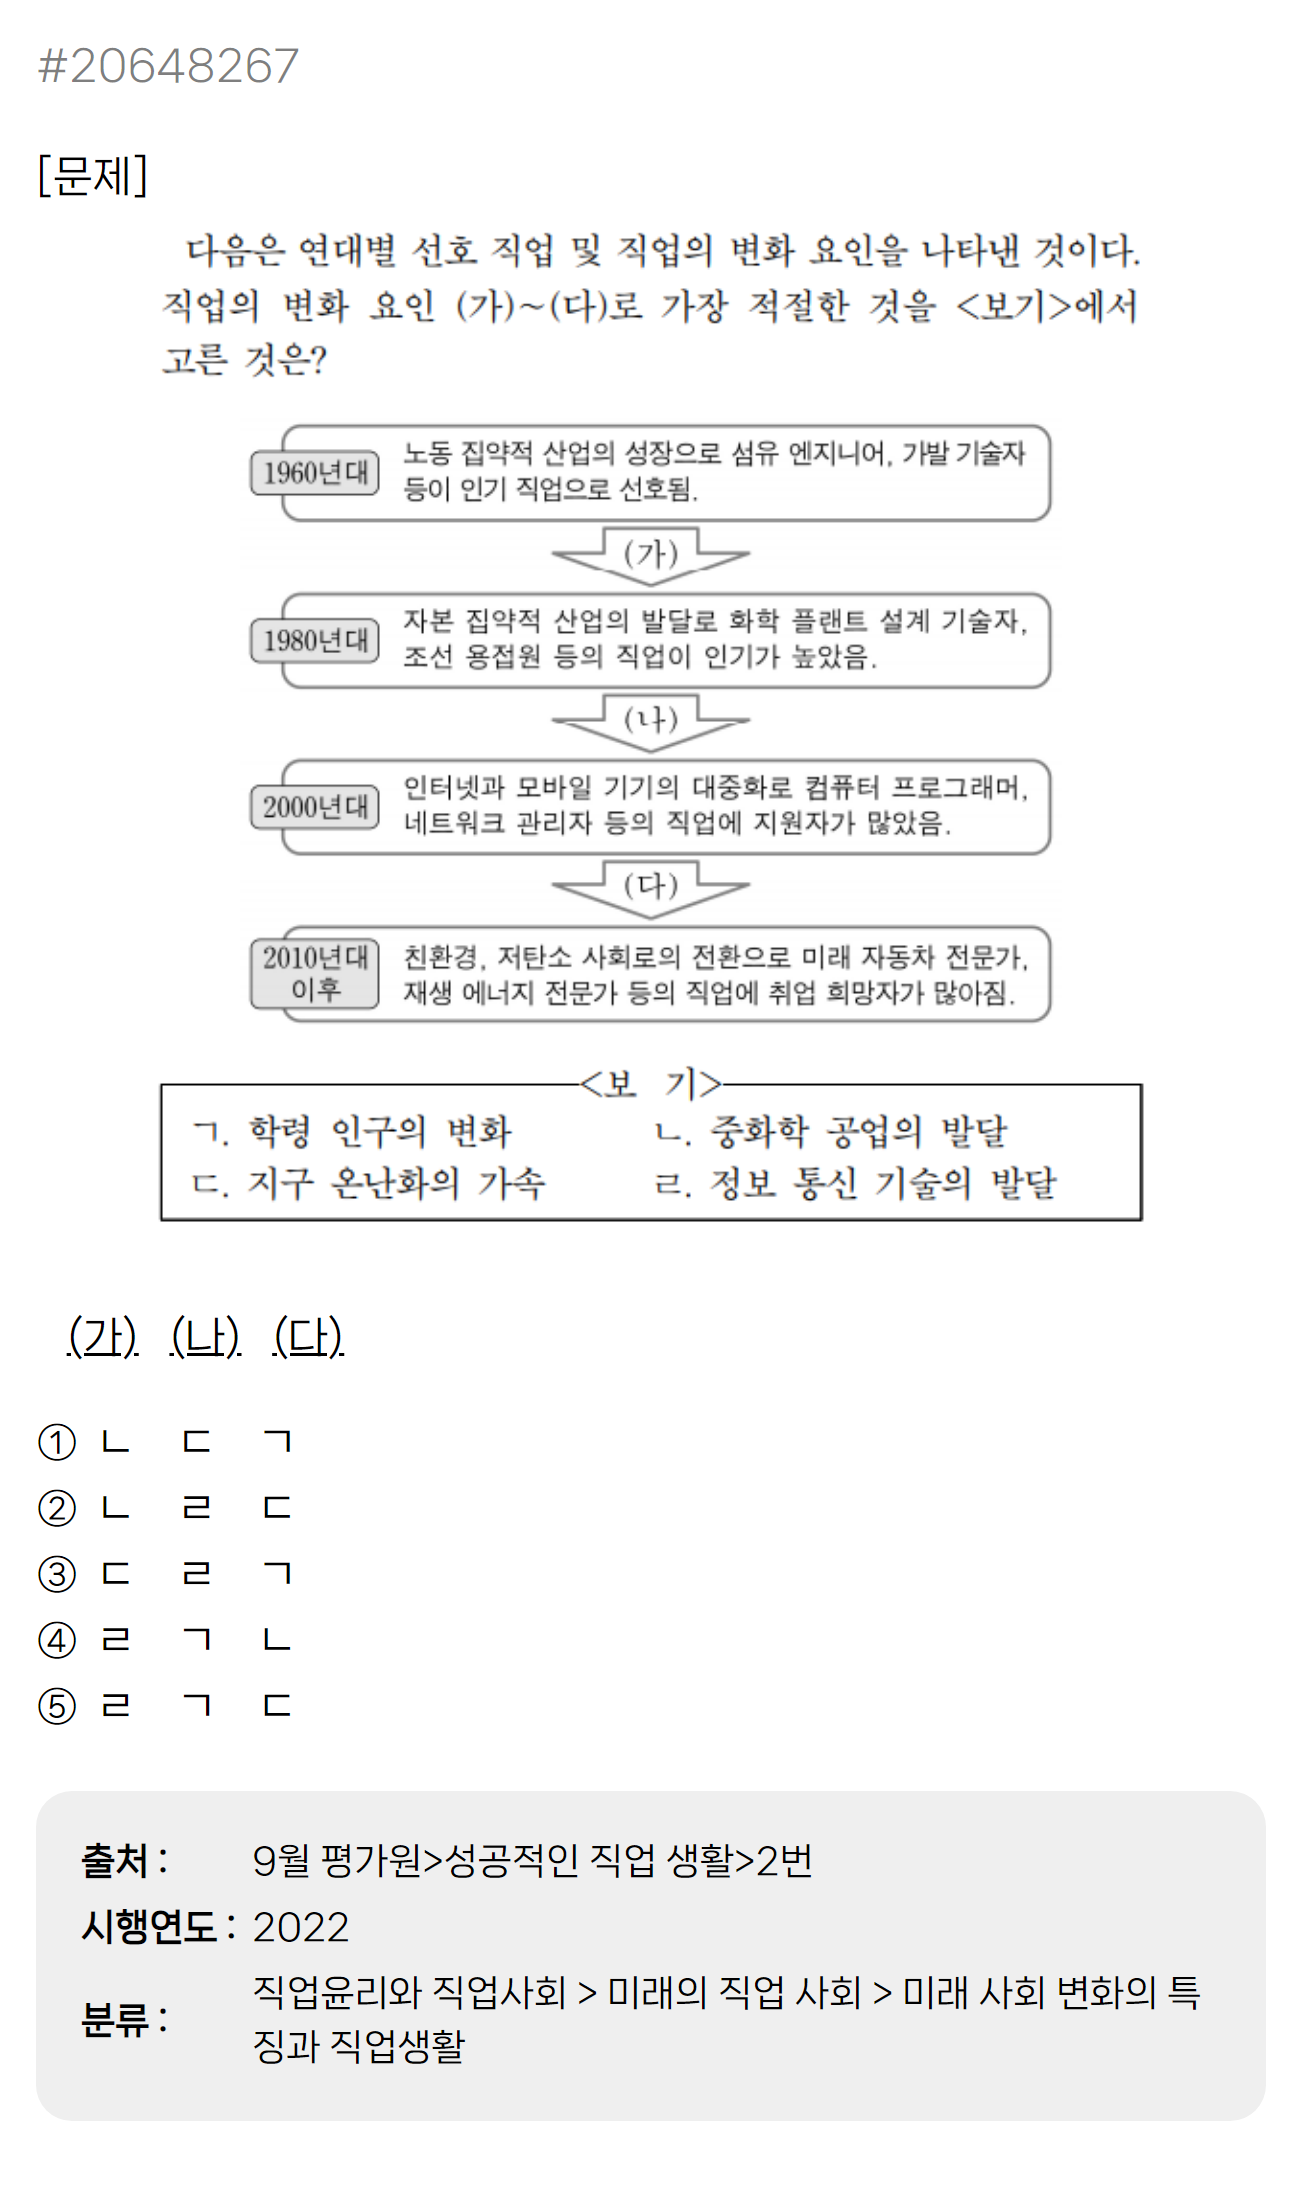 #20648267
[문제]
다음은 연대별 선호 직업 및 직업의 변화 요인을 나타낸 것이다.
직업의 변화 요인 (가)~(다)로 가장 적절한 것을 <보기>에서
고른 것은?
1960년대
노동 집약적 산업의 성장으로 섬유 엔지니어, 가발 기술자
등이 인기 직업으로 선호됨.
(가)
1980년대
자본 집약적 산업의 발달로 화학 플랜트 설계 기술자,
조선 용접원 등의 직업이 인기가 높았음.
(나)
2000년대
인터넷과 모바일 기기의 대중화로 컴퓨터 프로그래머,
네트워크 관리자 등의 직업에 지원자가 많았음.
(다)
2010년대
이후
친환경, 저탄소 사회로의 전환으로 미래 자동차 전문가,
재생 에너지 전문가 등의 직업에 취업 희망자가 많아짐.
<보 기>
ㄱ. 학령 인구의 변화 ㄴ. 중화학 공업의 발달
ㄷ. 지구 온난화의 가속 ㄹ. 정보 통신 기술의 발달
(가) (나) (다)
① ㄴ ㄷ ㄱ
② ㄴ ㄹ ㄷ
③ ㄷ ㄹ ㄱ
④ ㄹ ㄱ ㄴ
⑤ ㄹ ㄱ ㄷ
출처 : 9월 평가원>성공적인 직업 생활>2번
시행연도 : 2022
분류 : 직업윤리와 직업사회 > 미래의 직업 사회 > 미래 사회 변화의 특
징과 직업생활